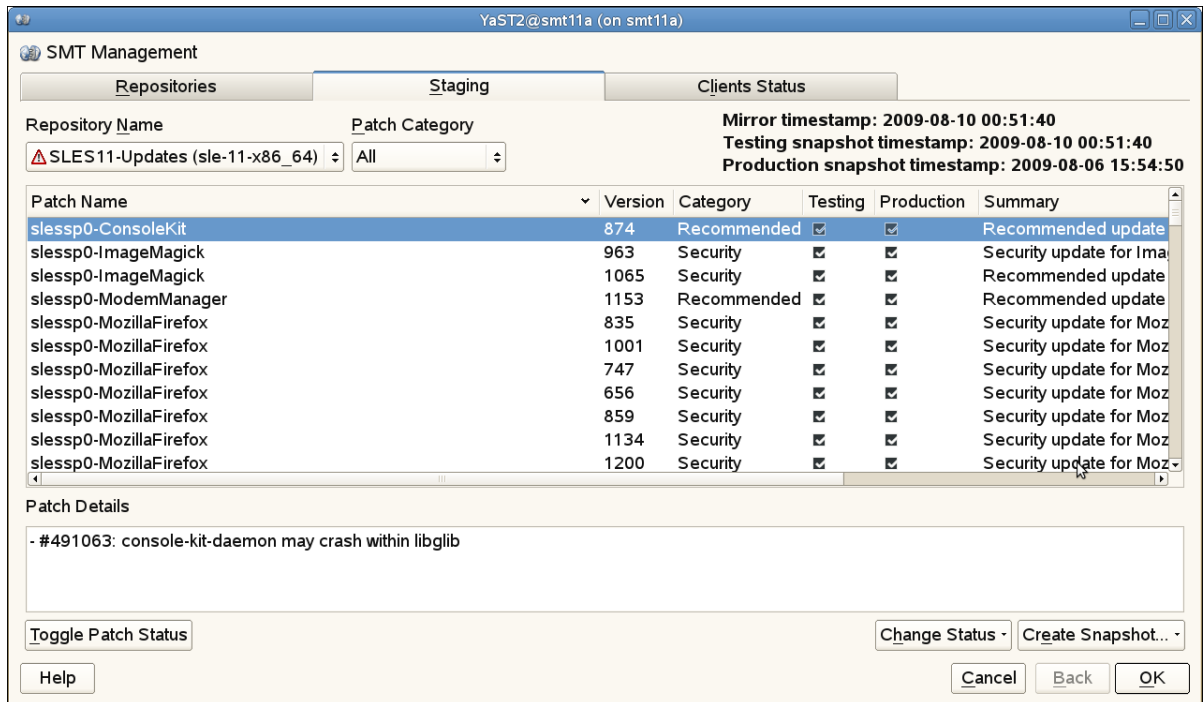 YaST2@smt11a (on smt11a)
SMT Management
Repositories Staging Clients Status
Repository Name Patch Category
Mirror timestamp: 2009-08-10 00:51:40
Testing snapshot timestamp: 2009-08-10 00:51:40
Production snapshot timestamp: 2009-08-06 15:54:50
SLES11-Updates (sle-11-x86_64) All
Patch Name Version Category Testing Production Summary
slessp0-ConsoleKit 874 Recommended Recommended update
slessp0-ImageMagick 963 Security Security update for Imag
slessp0-ImageMagick 1065 Security Recommended update
slessp0-ModemManager 1153 Recommended Recommended update
slessp0-MozillaFirefox 835 Security Security update for Moz
slessp0-MozillaFirefox 1001 Security Security update for Moz
slessp0-MozillaFirefox 747 Security Security update for Moz
slessp0-MozillaFirefox 656 Security Security update for Moz
slessp0-MozillaFirefox 859 Security Security update for Moz
slessp0-MozillaFirefox 1134 Security Security update for Moz
slessp0-MozillaFirefox 1200 Security Security update for Moz
Patch Details
- #491063: console-kit-daemon may crash within libglib
Toggle Patch Status Change Status Create Snapshot...
Help Cancel Back OK